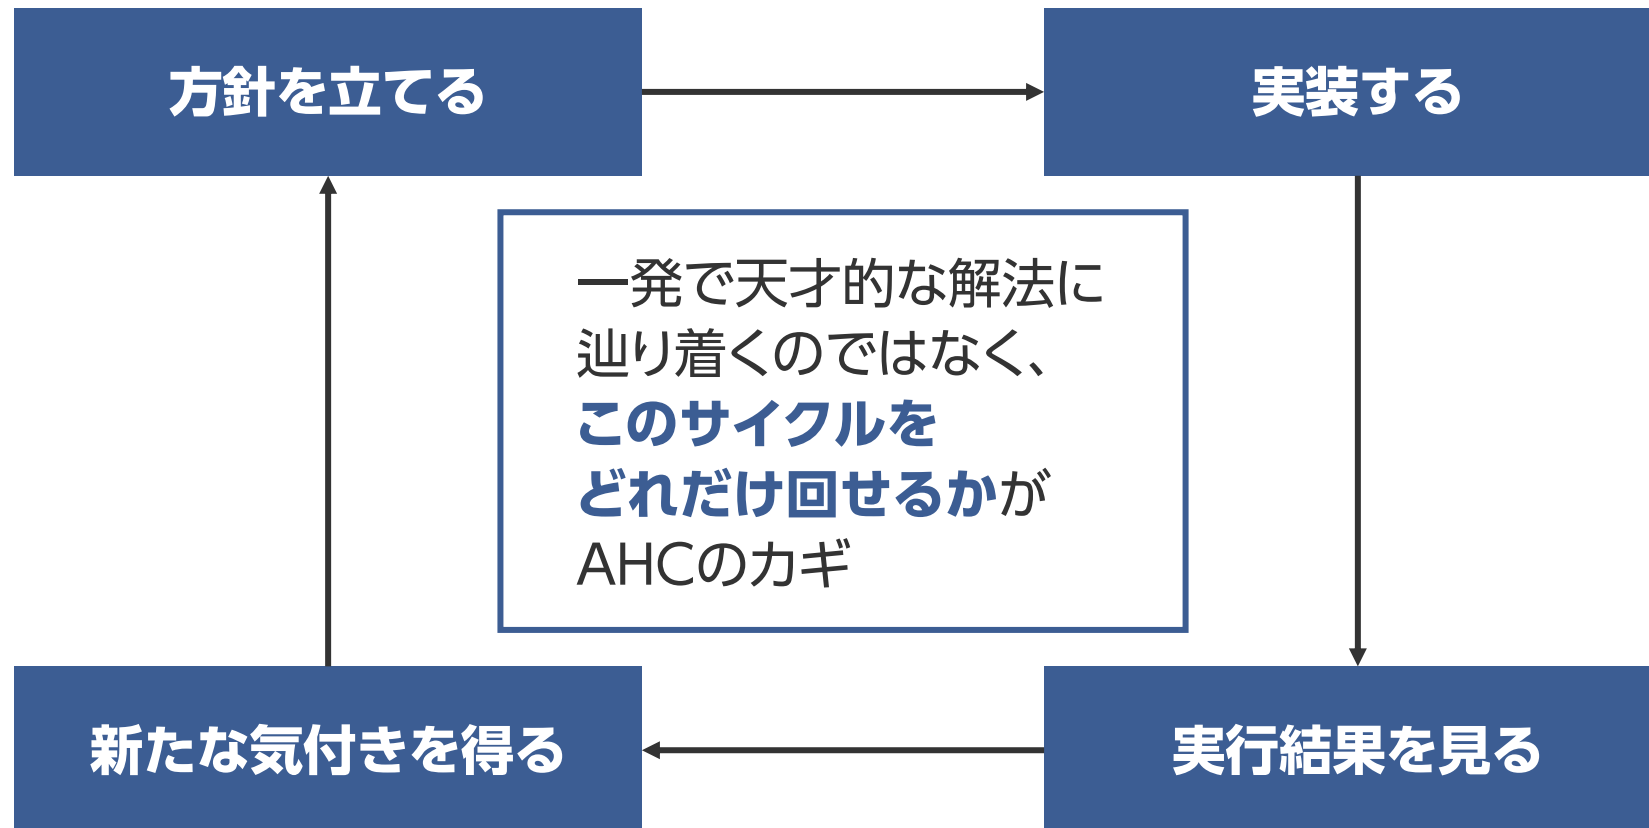 方針を立てる
実装する
一発で天才的な解法に
辿り着くのではなく、
このサイクルを
どれだけ回せるかが
AHCのカギ
新たな気付きを得る
実行結果を見る